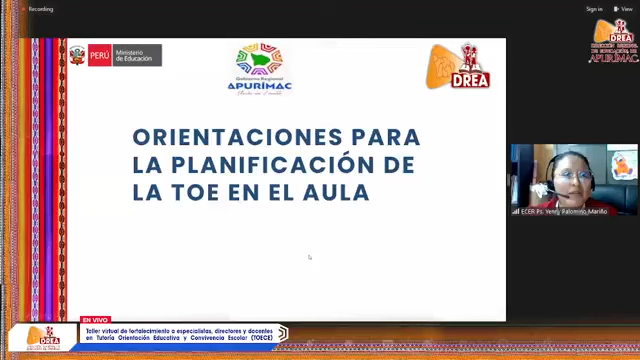 Recording
Sign in
View
PERÚ
Ministerio
de Educación
Gobierno Regional
APURÍMAC
DREA
DREA
APURÍMAC
ORIENTACIONES PARA
LA PLANIFICACIÓN DE
LA TOE EN EL AULA
ECER Ps. Yenny Palomino Mariño
EN VIVO
Taller virtual de fortalecimiento a especialistas, directores y docentes
en Tutoría Orientación Educativa y Convivencia Escolar (TOECE)
DREA